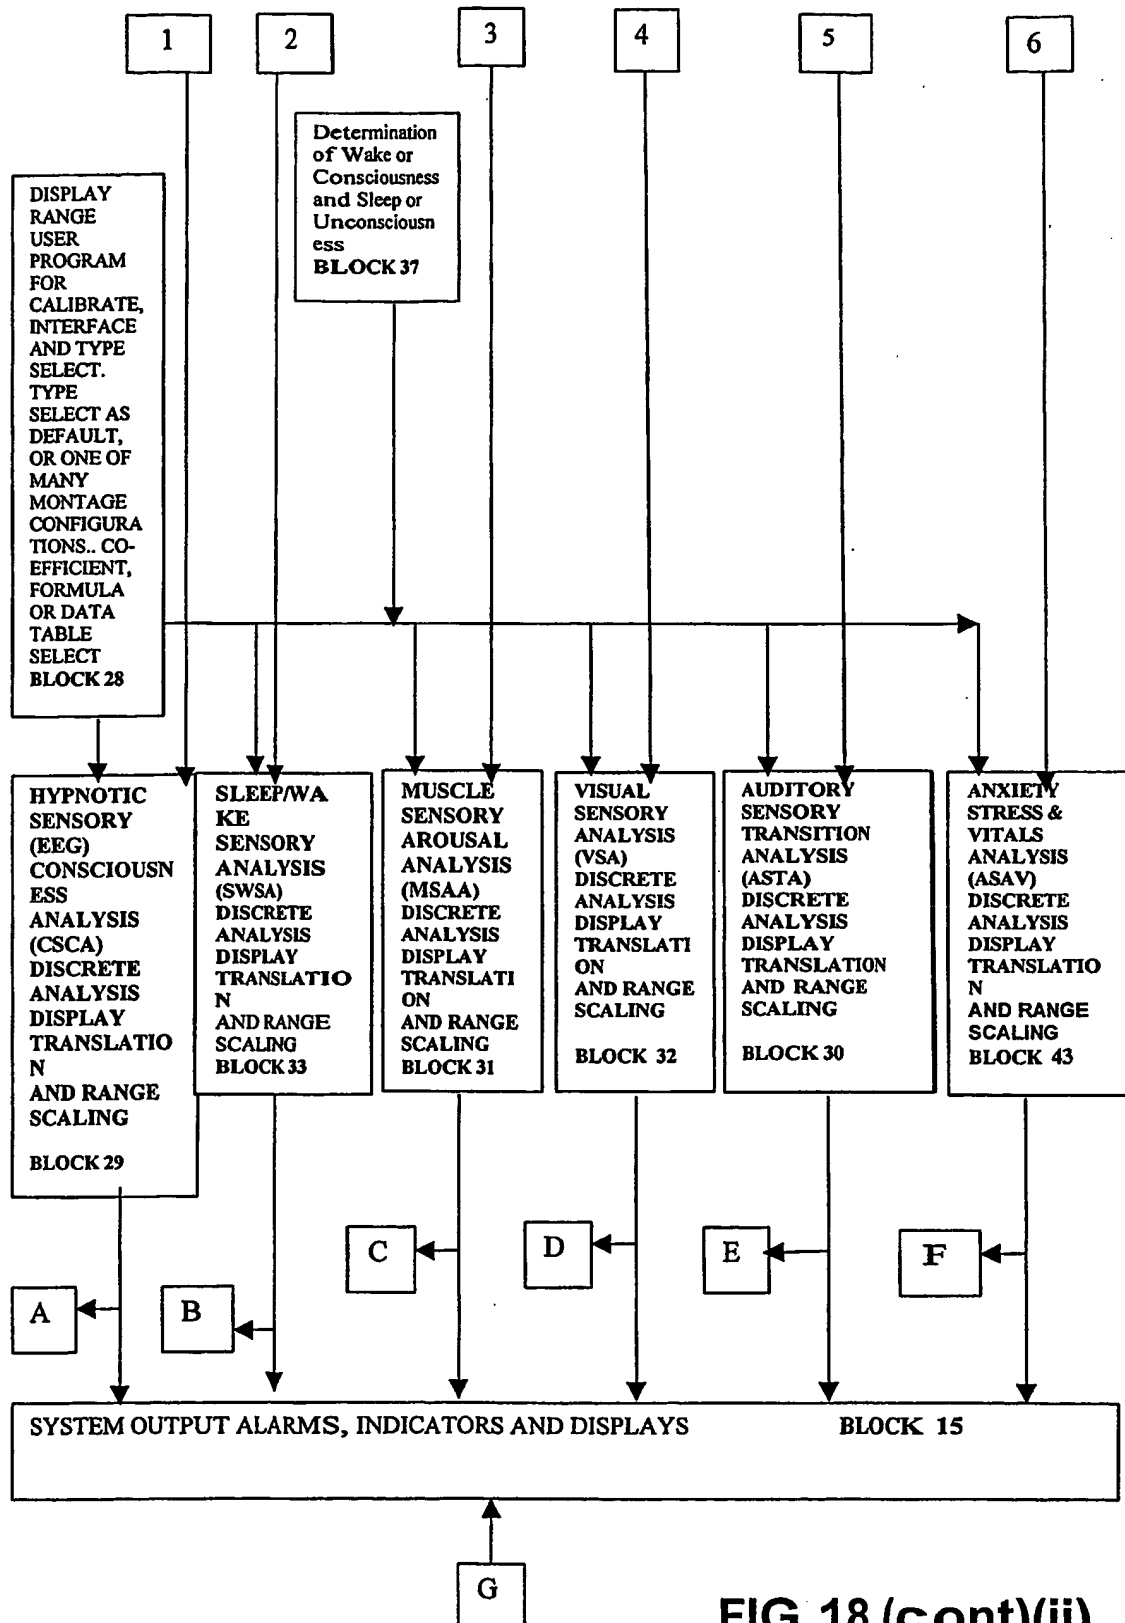 1
2
3
4
5
6
Determination
of Wake or
Consciousness
and Sleep or
Unconsciousn
ess
BLOCK 37
DISPLAY
RANGE
USER
PROGRAM
FOR
CALIBRATE,
INTERFACE
AND TYPE
SELECT.
TYPE
SELECT AS
DEFAULT,
OR ONE OF
MANY
MONTAGE
CONFIGURA
TIONS.. CO-
EFFICIENT,
FORMULA
OR DATA
TABLE
SELECT
BLOCK 28
HYPNOTIC
SENSORY
(EEG)
CONSCIOUSN
ESS
ANALYSIS
(CSCA)
DISCRETE
ANALYSIS
DISPLAY
TRANSLATIO
N
AND RANGE
SCALING
BLOCK 29
SLEEP/WA
KE
SENSORY
ANALYSIS
(SWSA)
DISCRETE
ANALYSIS
DISPLAY
TRANSLATIO
N
AND RANGE
SCALING
BLOCK 33
MUSCLE
SENSORY
AROUSAL
ANALYSIS
(MSAA)
DISCRETE
ANALYSIS
DISPLAY
TRANSLATI
ON
AND RANGE
SCALING
BLOCK 31
VISUAL
SENSORY
ANALYSIS
(VSA)
DISCRETE
ANALYSIS
DISPLAY
TRANSLATI
ON
AND RANGE
SCALING
BLOCK 32
AUDITORY
SENSORY
TRANSITION
ANALYSIS
(ASTA)
DISCRETE
ANALYSIS
DISPLAY
TRANSLATION
AND RANGE
SCALING
BLOCK 30
ANXIETY
STRESS &
VITALS
ANALYSIS
(ASAV)
DISCRETE
ANALYSIS
DISPLAY
TRANSLATIO
N
AND RANGE
SCALING
BLOCK 43
A
B
C
D
E
F
SYSTEM OUTPUT ALARMS, INDICATORS AND DISPLAYS BLOCK 15
G
FIG 18 (cont)(ii)